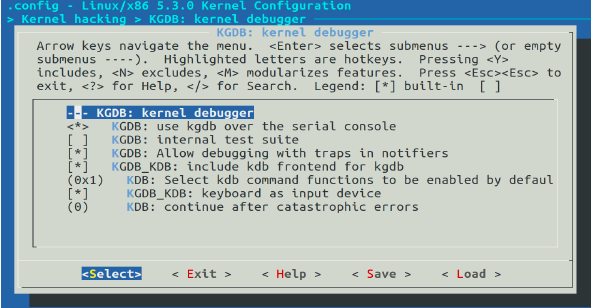 .config - Linux/x86 5.3.0 Kernel Configuration
> Kernel hacking > KGDB: kernel debugger
KGDB: kernel debugger
Arrow keys navigate the menu. <Enter> selects submenus ---> (or empty
submenus ----). Highlighted letters are hotkeys. Pressing <Y>
includes, <N> excludes, <M> modularizes features. Press <Esc><Esc> to
exit, <?> for Help, </> for Search. Legend: [*] built-in [ ]
--- KGDB: kernel debugger
<*> KGDB: use kgdb over the serial console
[ ] KGDB: internal test suite
[*] KGDB: Allow debugging with traps in notifiers
[*] KGDB_KDB: include kdb frontend for kgdb
(0x1) KDB: Select kdb command functions to be enabled by defaul
[*] KGDB_KDB: keyboard as input device
(0) KDB: continue after catastrophic errors
<Select> < Exit > < Help > < Save > < Load >